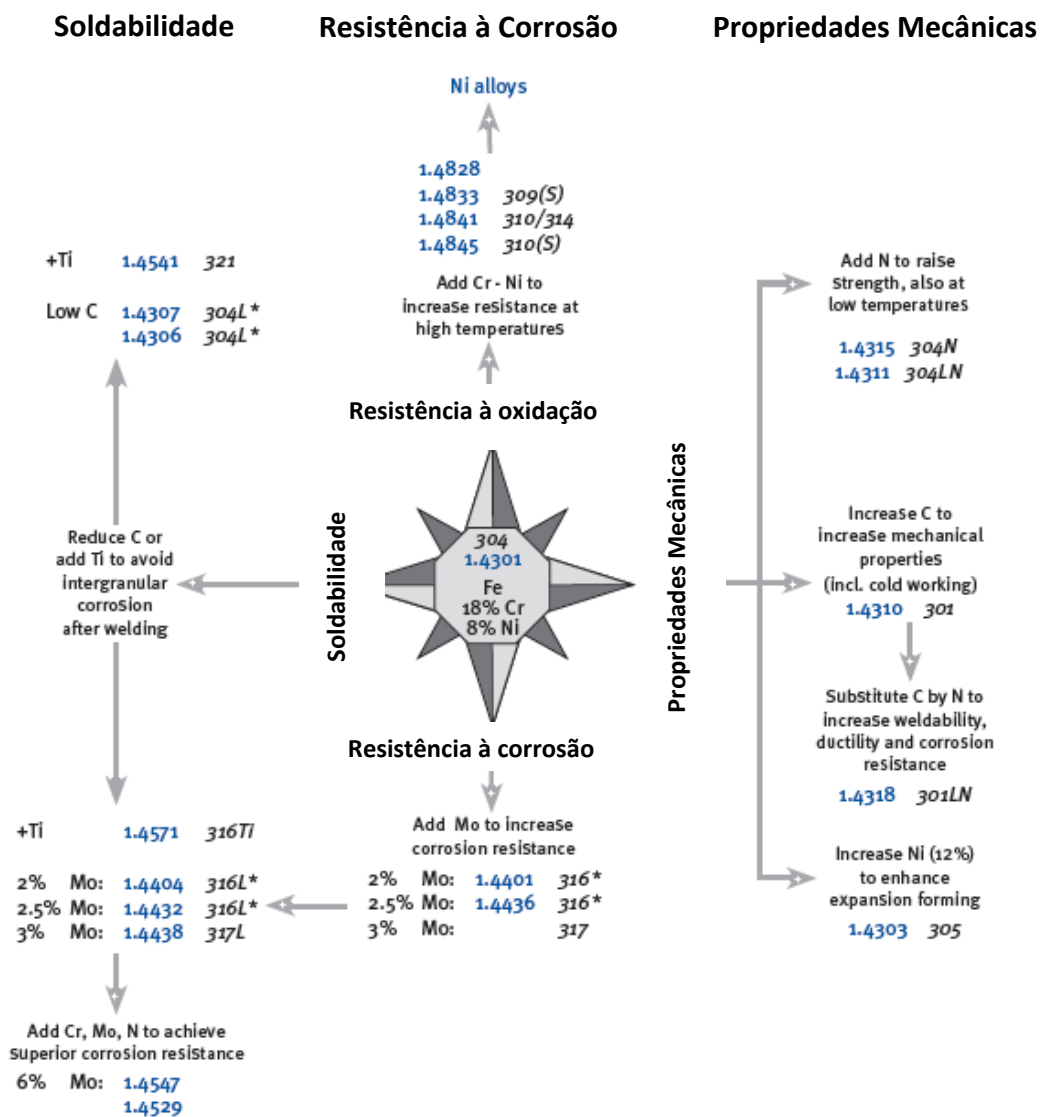 Soldabilidade
Resistência à Corrosão
Propriedades Mecânicas
Ni alloys
1.4828
1.4833 309(S)
1.4841 310/314
1.4845 310(S)
Add Cr - Ni to
increase resistance at
high temperatures
Resistência à oxidação
+Ti 1.4541 321
Low C 1.4307 304L*
1.4306 304L*
Reduce C or
add Ti to avoid
intergranular
corrosion
after welding
Soldabilidade
304
1.4301
Fe
18% Cr
8% Ni
Propriedades Mecânicas
Add N to raise
strength, also at
low temperatures
1.4315 304N
1.4311 304LN
Increase C to
increase mechanical
properties
(incl. cold working)
1.4310 301
Substitute C by N to
increase weldability,
ductility and corrosion
resistance
1.4318 301LN
Increase Ni (12%)
to enhance
expansion forming
1.4303 305
Resistência à corrosão
Add Mo to increase
corrosion resistance
2% Mo: 1.4401 316*
2.5% Mo: 1.4436 316*
3% Mo: 317
+Ti 1.4571 316Ti
2% Mo: 1.4404 316L*
2.5% Mo: 1.4432 316L*
3% Mo: 1.4438 317L
Add Cr, Mo, N to achieve
superior corrosion resistance
6% Mo: 1.4547
1.4529